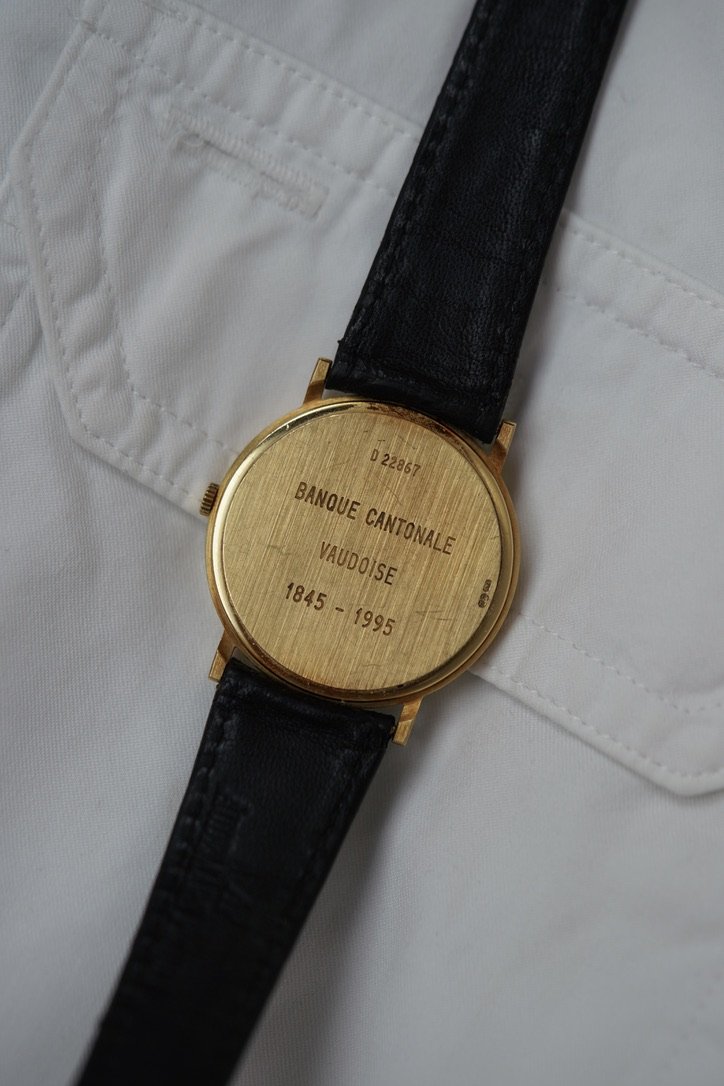 D 22867
BANQUE CANTONALE
VAUDOISE
1845 - 1995